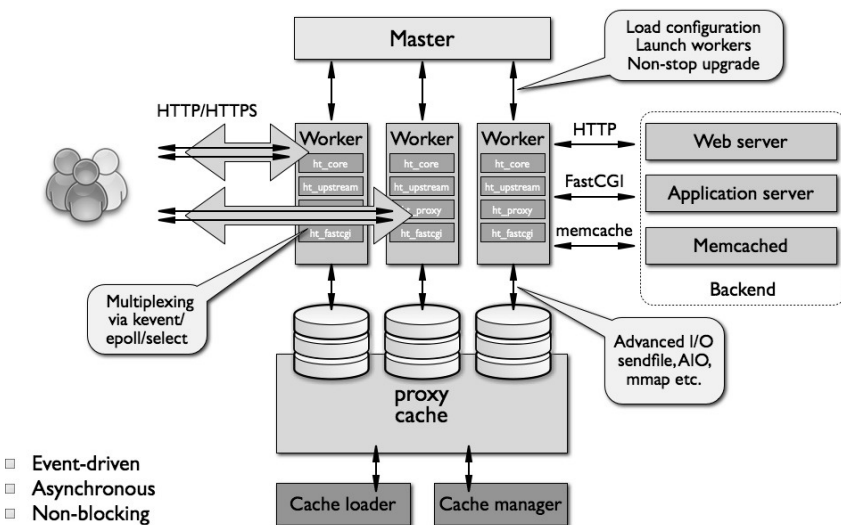 Master
Load configuration
Launch workers
Non-stop upgrade
HTTP/HTTPS
Worker
ht_core
ht_upstream
ht_fastcgi
Worker
ht_core
ht_upstream
t_proxy
ht_fastcgi
Worker
ht_core
ht_upstream
ht_proxy
ht_fastcgi
HTTP
FastCGI
memcache
Web server
Application server
Memcached
Backend
Multiplexing
via kevent/
epoll/select
Advanced I/O
sendfile, AIO,
mmap etc.
proxy
cache
Cache loader
Cache manager
Event-driven
Asynchronous
Non-blocking